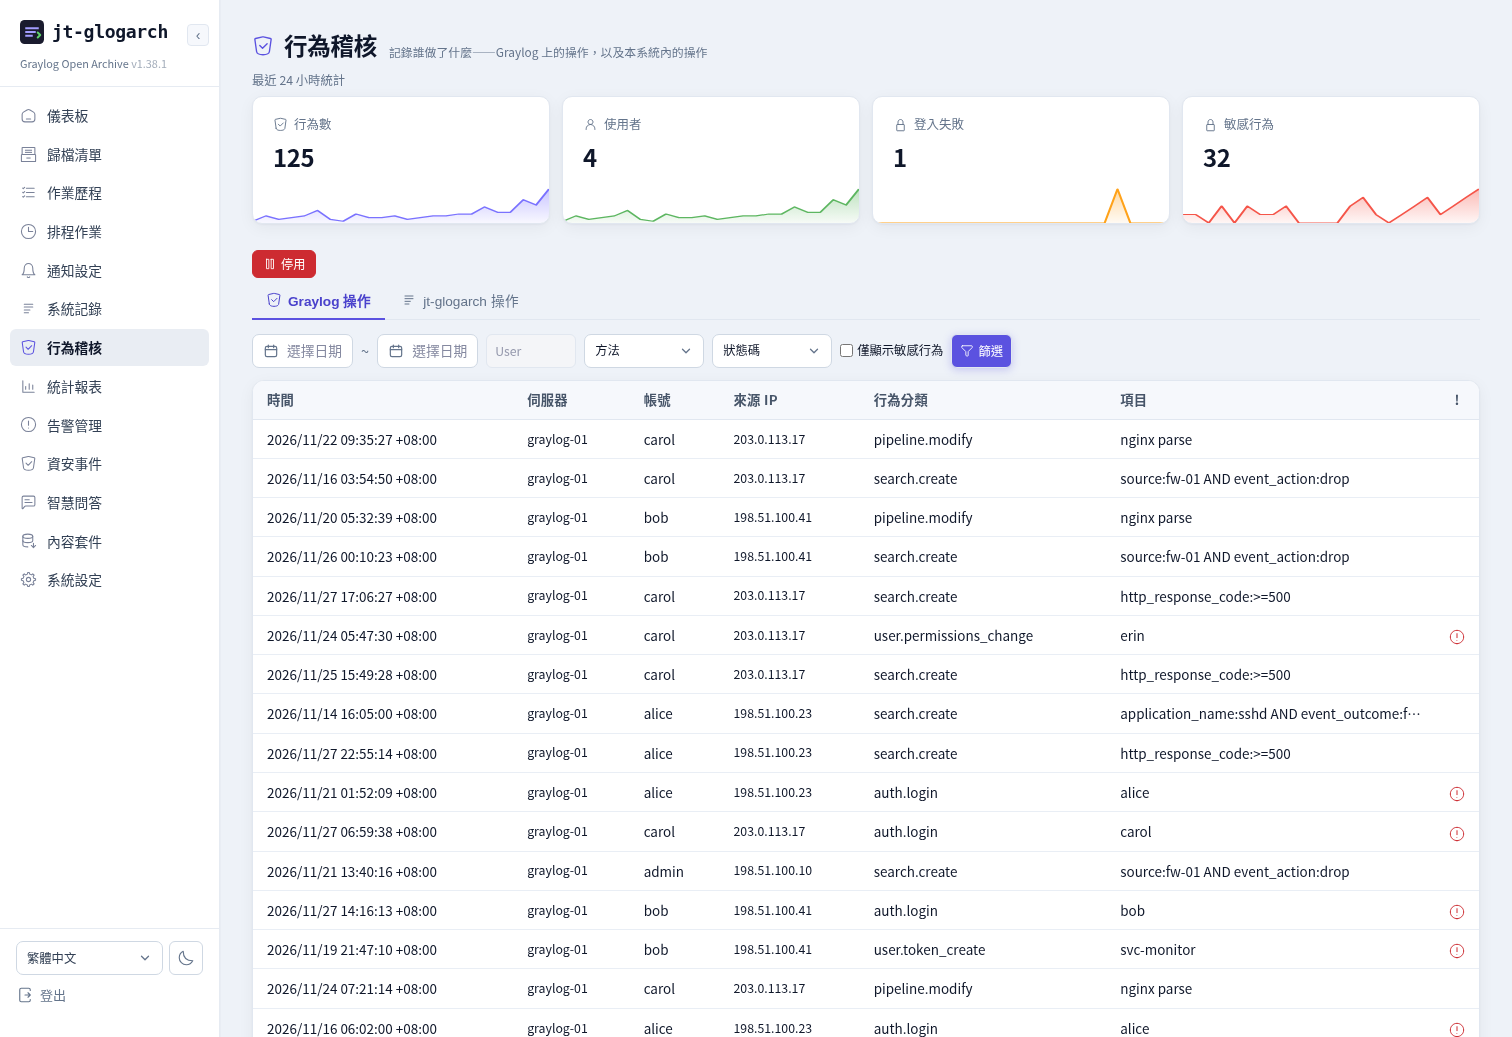 jt-glogarch
Graylog Open Archive v1.38.1
儀表板
歸檔清單
作業歷程
排程作業
通知設定
系統記錄
行為稽核
統計報表
告警管理
資安事件
智慧問答
內容套件
系統設定
繁體中文
登出
行為稽核 記錄誰做了什麼——Graylog 上的操作，以及本系統內的操作
最近 24 小時統計
行為數
125
使用者
4
登入失敗
1
敏感行為
32
停用
Graylog 操作 jt-glogarch 操作
選擇日期 ~ 選擇日期 User 方法 狀態碼 僅顯示敏感行為 篩選
時間 伺服器 帳號 來源 IP 行為分類 項目 !
2026/11/22 09:35:27 +08:00 graylog-01 carol 203.0.113.17 pipeline.modify nginx parse
2026/11/16 03:54:50 +08:00 graylog-01 carol 203.0.113.17 search.create source:fw-01 AND event_action:drop
2026/11/20 05:32:39 +08:00 graylog-01 bob 198.51.100.41 pipeline.modify nginx parse
2026/11/26 00:10:23 +08:00 graylog-01 bob 198.51.100.41 search.create source:fw-01 AND event_action:drop
2026/11/27 17:06:27 +08:00 graylog-01 carol 203.0.113.17 search.create http_response_code:>=500
2026/11/24 05:47:30 +08:00 graylog-01 carol 203.0.113.17 user.permissions_change erin
2026/11/25 15:49:28 +08:00 graylog-01 carol 203.0.113.17 search.create http_response_code:>=500
2026/11/14 16:05:00 +08:00 graylog-01 alice 198.51.100.23 search.create application_name:sshd AND event_outcome:f…
2026/11/27 22:55:14 +08:00 graylog-01 alice 198.51.100.23 search.create http_response_code:>=500
2026/11/21 01:52:09 +08:00 graylog-01 alice 198.51.100.23 auth.login alice
2026/11/27 06:59:38 +08:00 graylog-01 carol 203.0.113.17 auth.login carol
2026/11/21 13:40:16 +08:00 graylog-01 admin 198.51.100.10 search.create source:fw-01 AND event_action:drop
2026/11/27 14:16:13 +08:00 graylog-01 bob 198.51.100.41 auth.login bob
2026/11/19 21:47:10 +08:00 graylog-01 bob 198.51.100.41 user.token_create svc-monitor
2026/11/24 07:21:14 +08:00 graylog-01 carol 203.0.113.17 pipeline.modify nginx parse
2026/11/16 06:02:00 +08:00 graylog-01 alice 198.51.100.23 auth.login alice